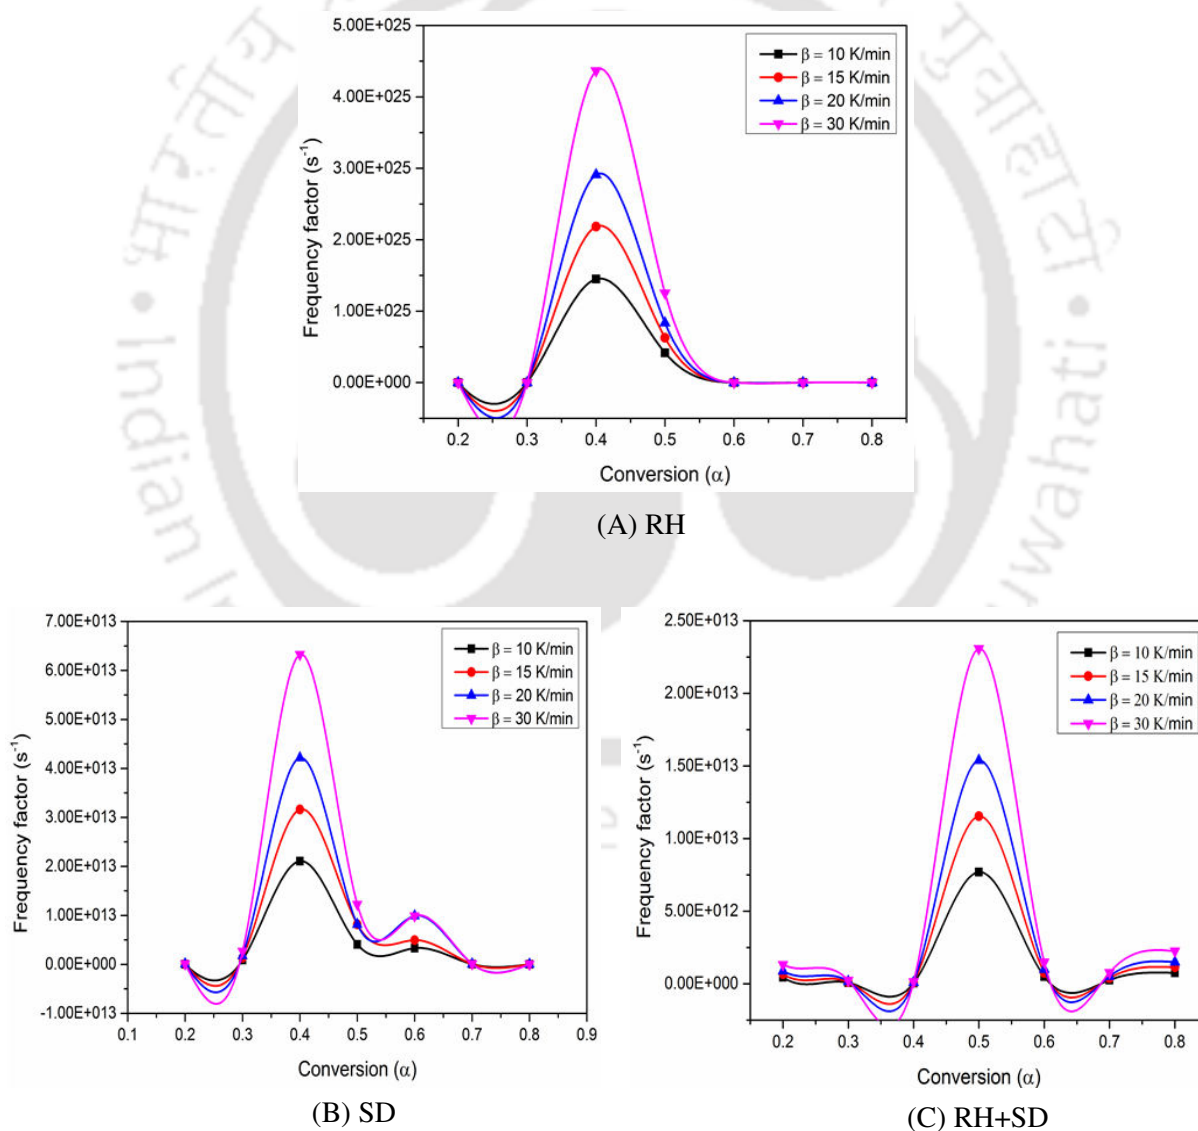 5.00E+025
4.00E+025
3.00E+025
2.00E+025
1.00E+025
0.00E+000
Frequency factor (s⁻¹)
β = 10 K/min
β = 15 K/min
β = 20 K/min
β = 30 K/min
0.2 0.3 0.4 0.5 0.6 0.7 0.8
Conversion (α)
(A) RH
7.00E+013
6.00E+013
5.00E+013
4.00E+013
3.00E+013
2.00E+013
1.00E+013
0.00E+000
-1.00E+013
Frequency factor (s⁻¹)
β = 10 K/min
β = 15 K/min
β = 20 K/min
β = 30 K/min
0.1 0.2 0.3 0.4 0.5 0.6 0.7 0.8 0.9
Conversion (α)
(B) SD
2.50E+013
2.00E+013
1.50E+013
1.00E+013
5.00E+012
0.00E+000
Frequency factor (s⁻¹)
β = 10 K/min
β = 15 K/min
β = 20 K/min
β = 30 K/min
0.2 0.3 0.4 0.5 0.6 0.7 0.8
Conversion (α)
(C) RH+SD
भारतीय
गुवाहाटी
Indian In
uwahati